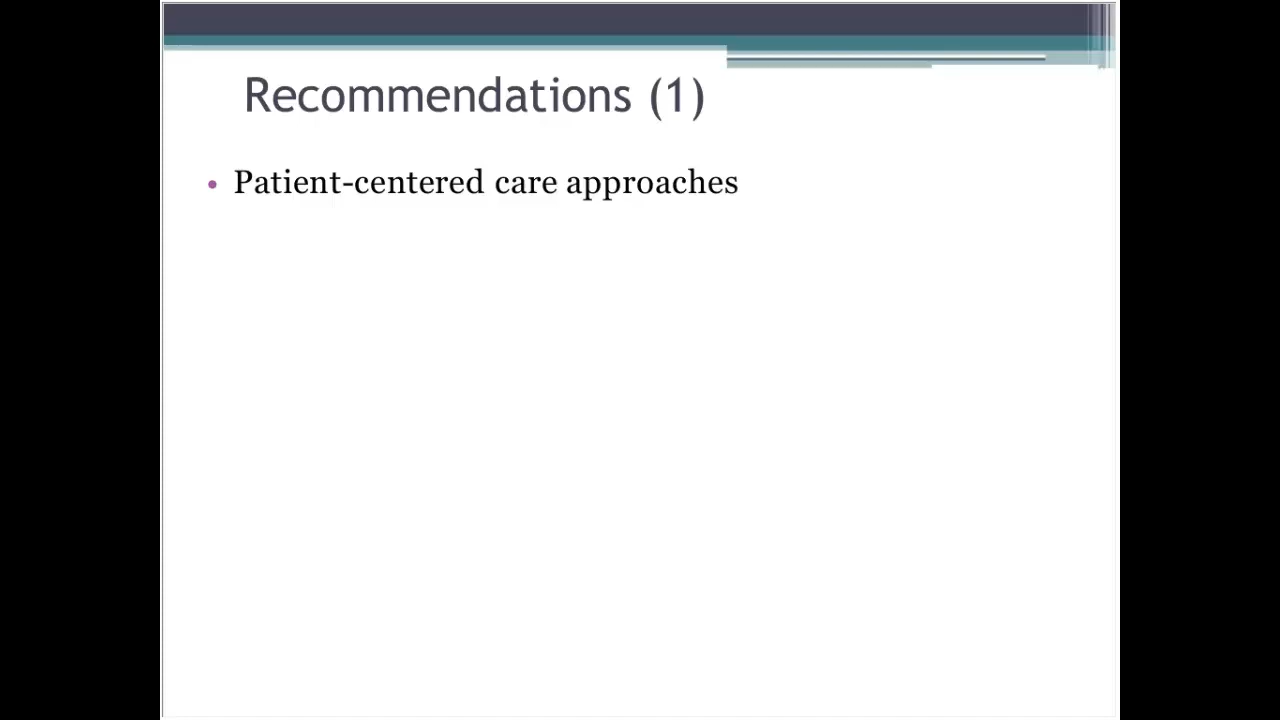 Recommendations (1)
• Patient-centered care approaches